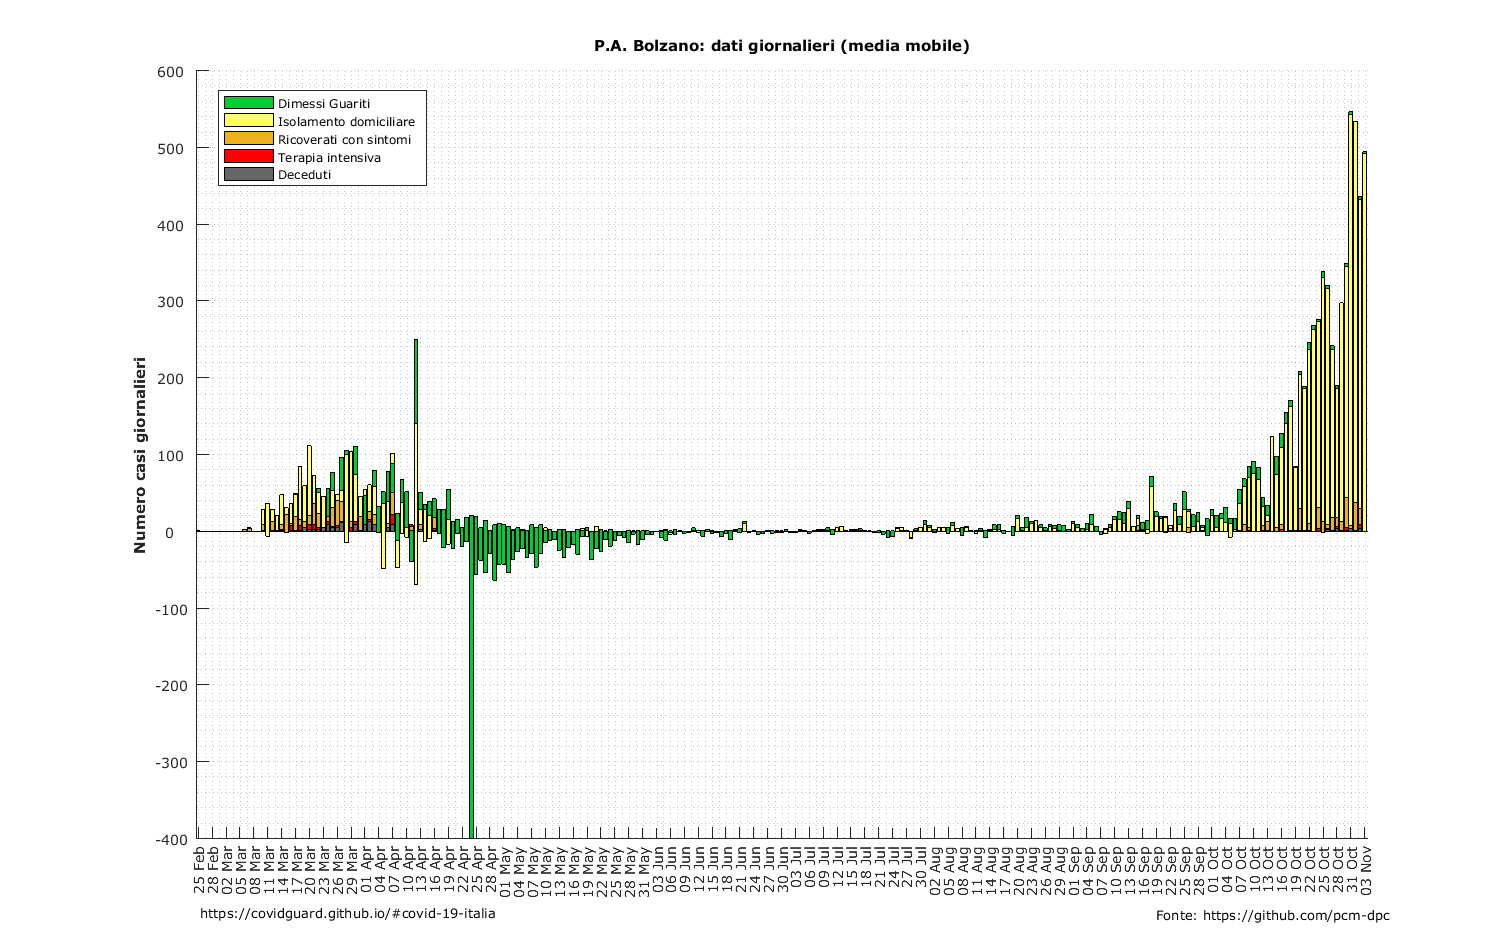 P.A. Bolzano: dati giornalieri (media mobile)
600
500
400
300
200
100
0
-100
-200
-300
-400
Numero casi giornalieri
Dimessi Guariti
Isolamento domiciliare
Ricoverati con sintomi
Terapia intensiva
Deceduti
25 Feb
28 Feb
02 Mar
05 Mar
08 Mar
11 Mar
14 Mar
17 Mar
20 Mar
23 Mar
26 Mar
29 Mar
01 Apr
04 Apr
07 Apr
10 Apr
13 Apr
16 Apr
19 Apr
22 Apr
25 Apr
28 Apr
01 May
04 May
07 May
10 May
13 May
16 May
19 May
22 May
25 May
28 May
31 May
03 Jun
06 Jun
09 Jun
12 Jun
15 Jun
18 Jun
21 Jun
24 Jun
27 Jun
30 Jun
03 Jul
06 Jul
09 Jul
12 Jul
15 Jul
18 Jul
21 Jul
24 Jul
27 Jul
30 Jul
02 Aug
05 Aug
08 Aug
11 Aug
14 Aug
17 Aug
20 Aug
23 Aug
26 Aug
29 Aug
01 Sep
04 Sep
07 Sep
10 Sep
13 Sep
16 Sep
19 Sep
22 Sep
25 Sep
28 Sep
01 Oct
04 Oct
07 Oct
10 Oct
13 Oct
16 Oct
19 Oct
22 Oct
25 Oct
28 Oct
31 Oct
03 Nov
https://covidguard.github.io/#covid-19-italia
Fonte: https://github.com/pcm-dpc